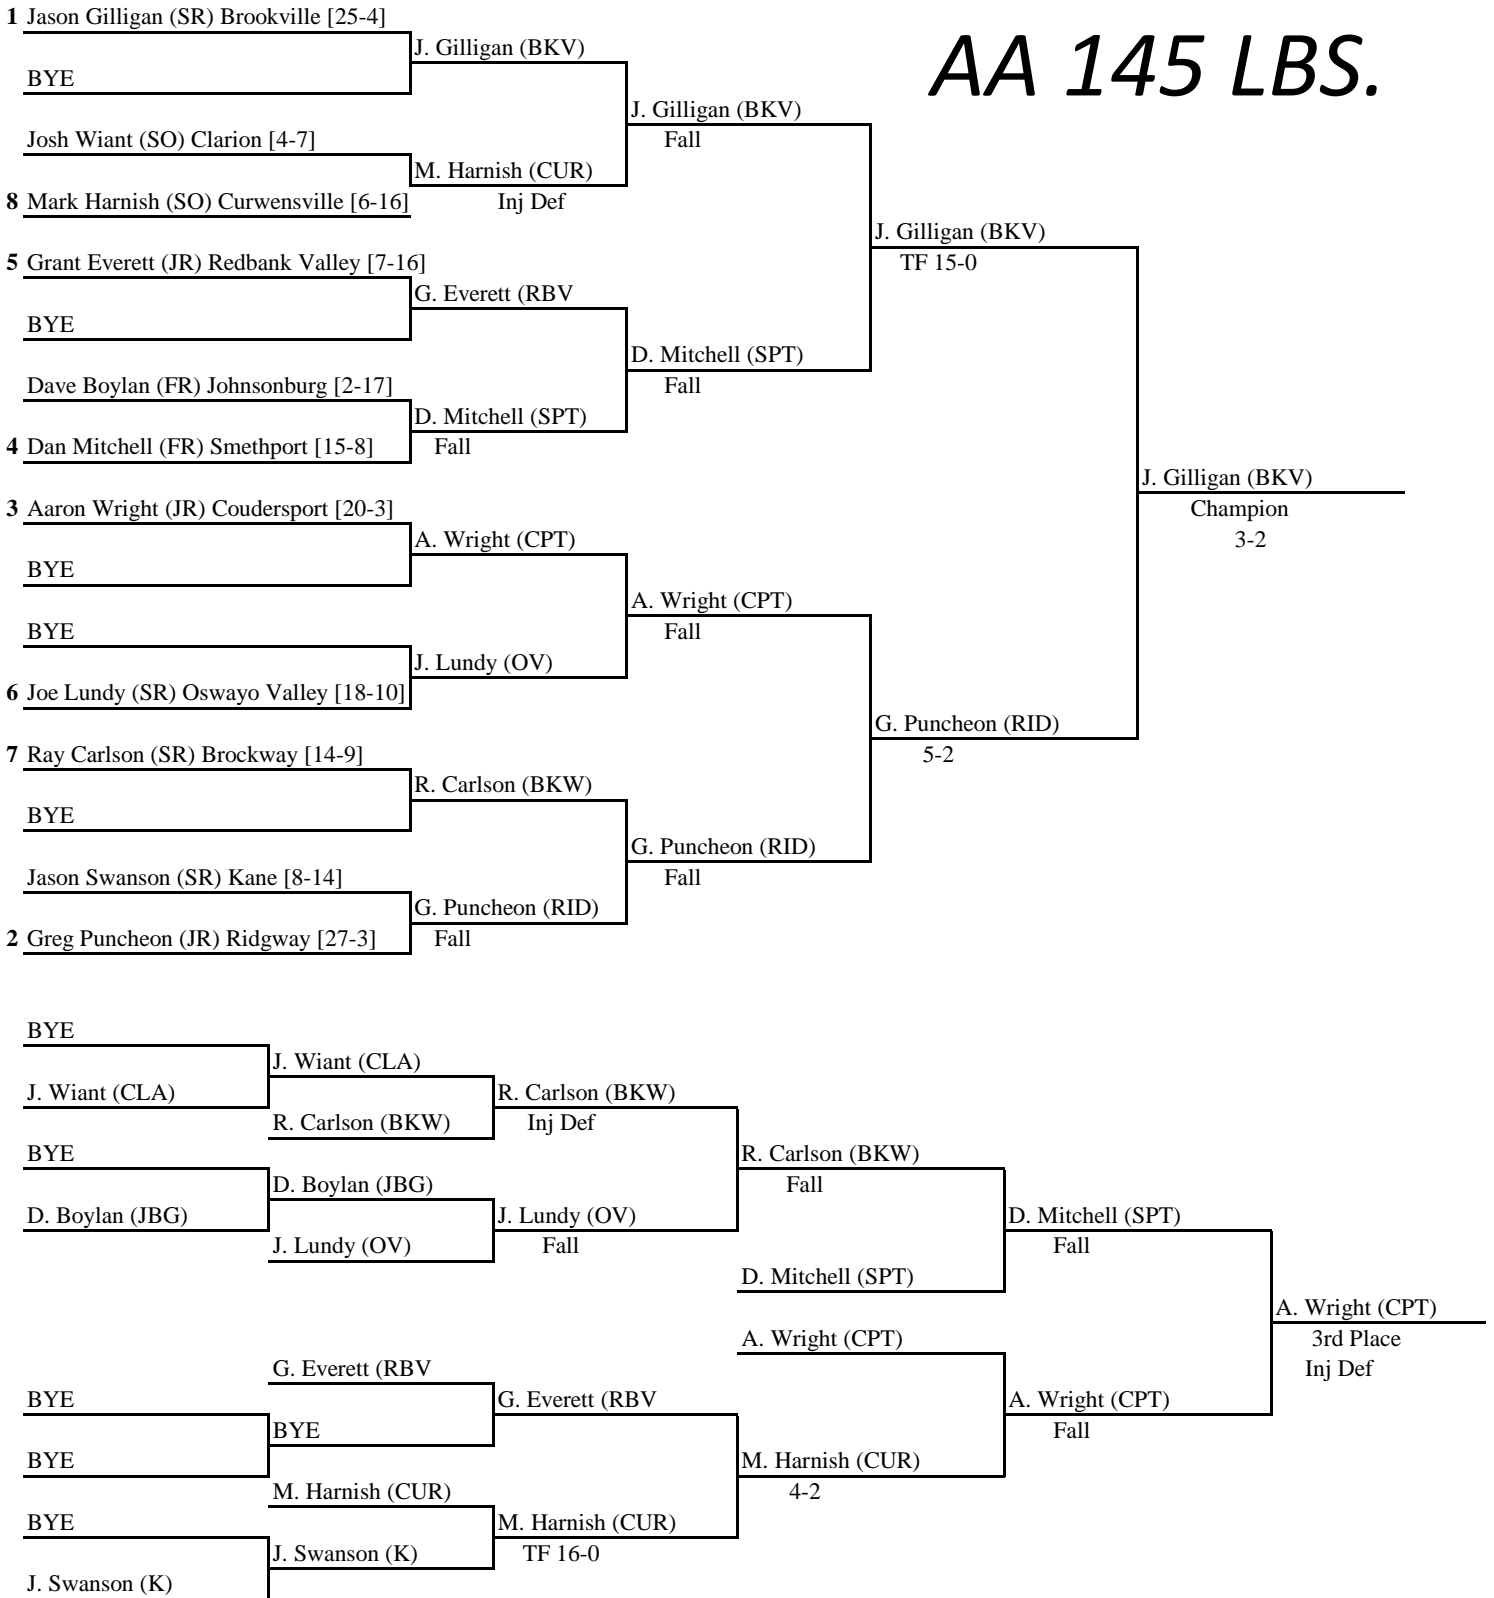 1 Jason Gilligan (SR) Brookville [25-4]
J. Gilligan (BKV)
AA 145 LBS.
BYE
J. Gilligan (BKV)
Fall
Josh Wiant (SO) Clarion [4-7]
M. Harnish (CUR)
Inj Def
8 Mark Harnish (SO) Curwensville [6-16]
J. Gilligan (BKV)
TF 15-0
5 Grant Everett (JR) Redbank Valley [7-16]
G. Everett (RBV
BYE
D. Mitchell (SPT)
Fall
Dave Boylan (FR) Johnsonburg [2-17]
D. Mitchell (SPT)
Fall
4 Dan Mitchell (FR) Smethport [15-8]
J. Gilligan (BKV)
Champion
3-2
3 Aaron Wright (JR) Coudersport [20-3]
A. Wright (CPT)
BYE
A. Wright (CPT)
Fall
BYE
J. Lundy (OV)
6 Joe Lundy (SR) Oswayo Valley [18-10]
G. Puncheon (RID)
5-2
7 Ray Carlson (SR) Brockway [14-9]
R. Carlson (BKW)
BYE
G. Puncheon (RID)
Fall
Jason Swanson (SR) Kane [8-14]
G. Puncheon (RID)
Fall
2 Greg Puncheon (JR) Ridgway [27-3]
BYE
J. Wiant (CLA)
J. Wiant (CLA)
R. Carlson (BKW)
Inj Def
R. Carlson (BKW)
BYE
R. Carlson (BKW)
Fall
D. Boylan (JBG)
D. Boylan (JBG)
J. Lundy (OV)
Fall
D. Mitchell (SPT)
Fall
J. Lundy (OV)
D. Mitchell (SPT)
A. Wright (CPT)
3rd Place
Inj Def
A. Wright (CPT)
G. Everett (RBV
BYE
G. Everett (RBV
A. Wright (CPT)
Fall
BYE
BYE
M. Harnish (CUR)
4-2
M. Harnish (CUR)
BYE
M. Harnish (CUR)
TF 16-0
J. Swanson (K)
J. Swanson (K)